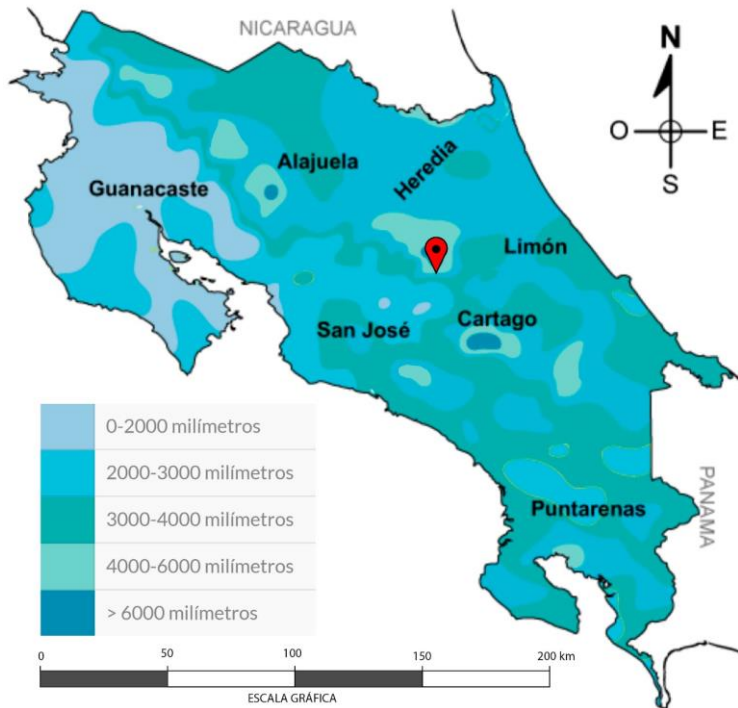 NICARAGUA
N
O
E
S
Alajuela
Heredia
Guanacaste
Limón
San José
Cartago
0-2000 milímetros
2000-3000 milímetros
3000-4000 milímetros
4000-6000 milímetros
> 6000 milímetros
PANAMA
Puntarenas
0
50
100
150
200 km
ESCALA GRÁFICA